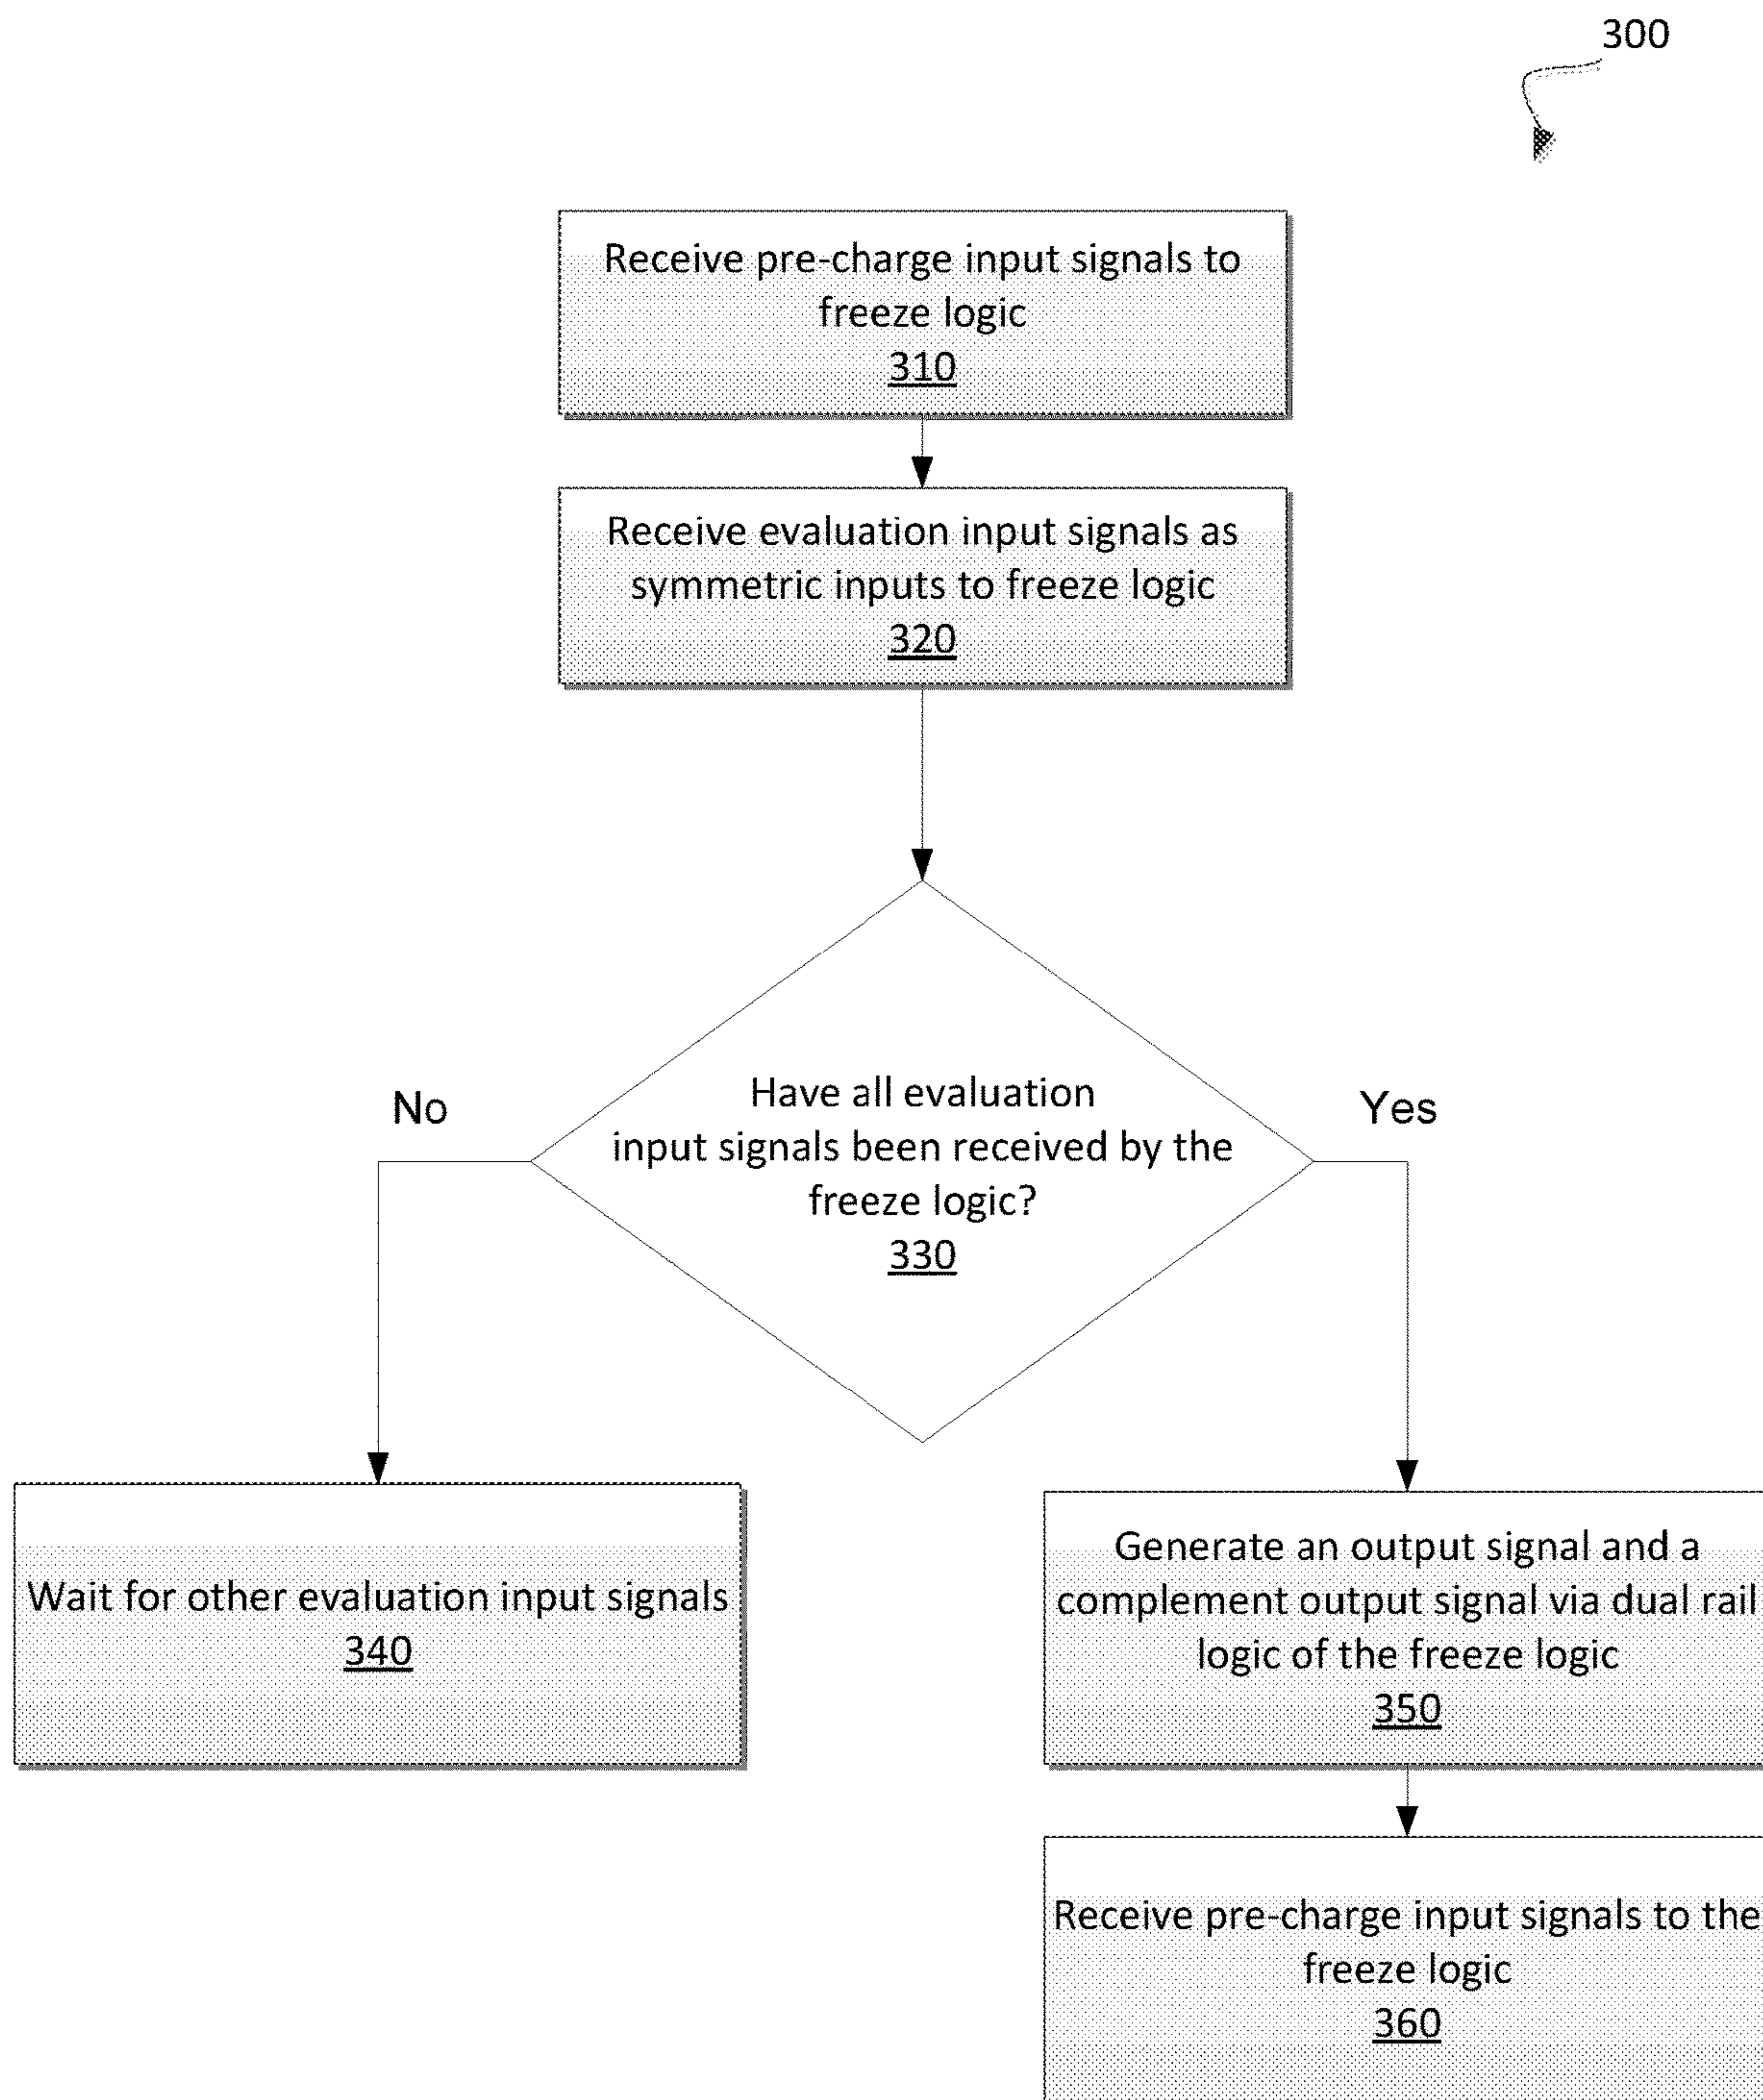 300
Receive pre-charge input signals to
freeze logic
310
Receive evaluation input signals as
symmetric inputs to freeze logic
320
Have all evaluation
input signals been received by the
freeze logic?
330
No
Yes
Wait for other evaluation input signals
340
Generate an output signal and a
complement output signal via dual rail
logic of the freeze logic
350
Receive pre-charge input signals to the
freeze logic
360